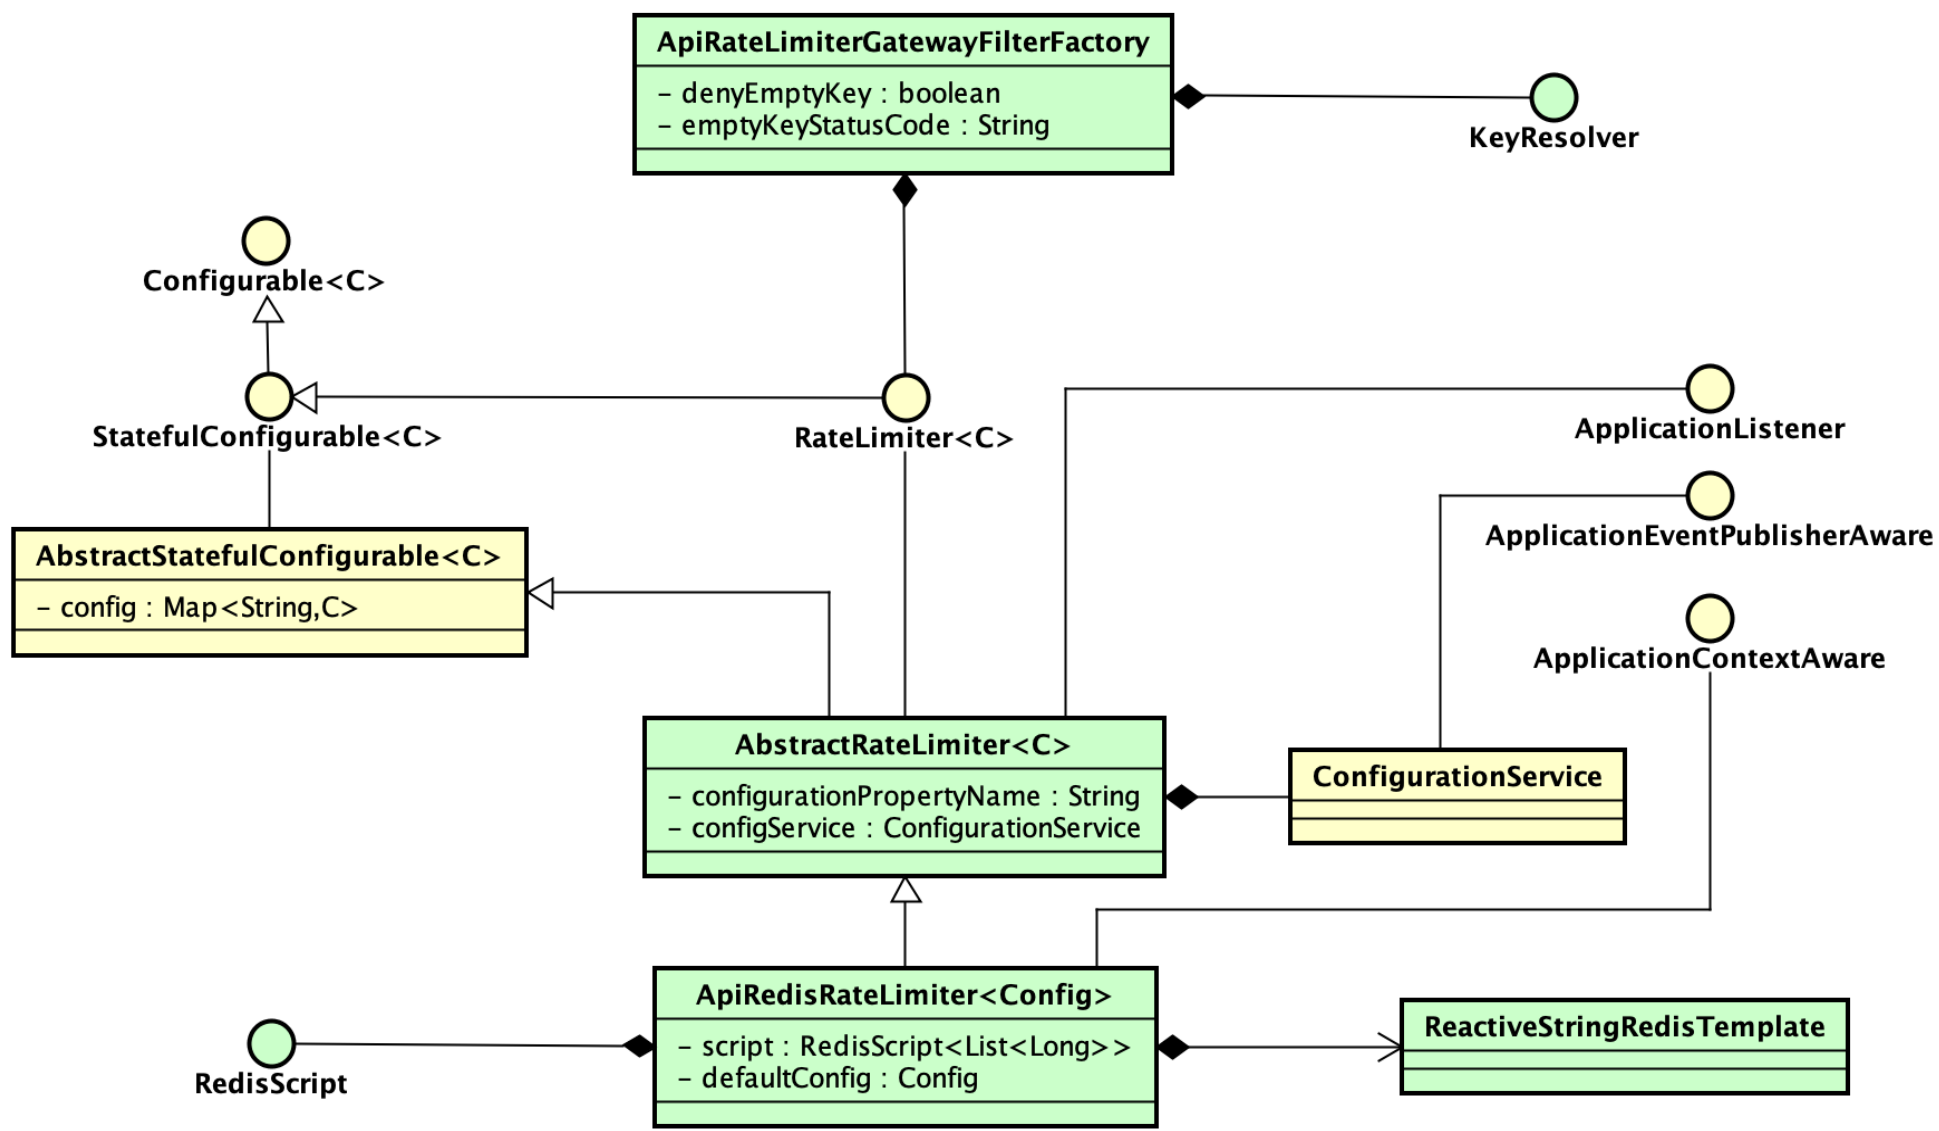 ApiRateLimiterGatewayFilterFactory
- denyEmptyKey : boolean
- emptyKeyStatusCode : String
KeyResolver
Configurable<C>
StatefulConfigurable<C>
RateLimiter<C>
ApplicationListener
ApplicationEventPublisherAware
AbstractStatefulConfigurable<C>
- config : Map<String,C>
ApplicationContextAware
AbstractRateLimiter<C>
- configurationPropertyName : String
- configService : ConfigurationService
ConfigurationService
ApiRedisRateLimiter<Config>
- script : RedisScript<List<Long>>
- defaultConfig : Config
ReactiveStringRedisTemplate
RedisScript